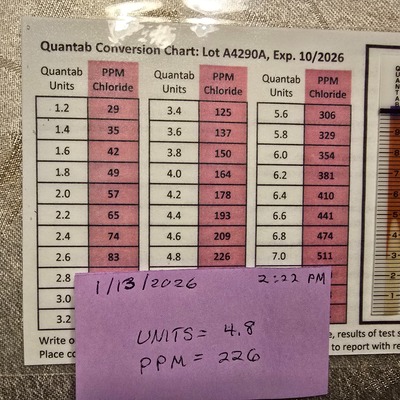 Quantab Conversion Chart: Lot A4290A, Exp. 10/2026
Quantab Units PPM Chloride Quantab Units PPM Chloride Quantab Units PPM Chloride
1.2 29 3.4 125 5.6 306
1.4 35 3.6 137 5.8 329
1.6 42 3.8 150 6.0 354
1.8 49 4.0 164 6.2 381
2.0 57 4.2 178 6.4 410
2.2 65 4.4 193 6.6 441
2.4 74 4.6 209 6.8 474
2.6 83 4.8 226 7.0 511
2.8
3.0
3.2
1/13/2026 2:22 PM
UNITS = 4.8
PPM = 226
Write
Place
, results of test
to report with